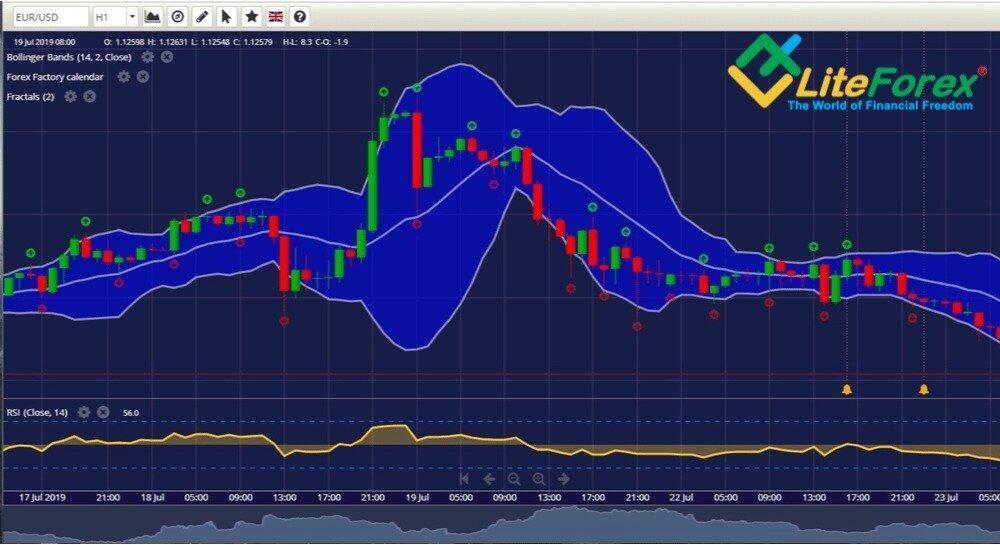 EUR/USD H1
19 Jul 2019 08:00 O: 1.12598 H: 1.12631 L: 1.12548 C: 1.12579 H-L: 8.3 C-O: -1.9
Bollinger Bands (14, 2, Close)
Forex Factory calendar
Fractals (2)
LiteForex®
The World of Financial Freedom
RSI (Close, 14) 56.0
17 Jul 2019 21:00 18 Jul 05:00 09:00 13:00 17:00 21:00 19 Jul 05:00 09:00 13:00 17:00 21:00 22 Jul 05:00 09:00 13:00 17:00 21:00 23 Jul 05:00